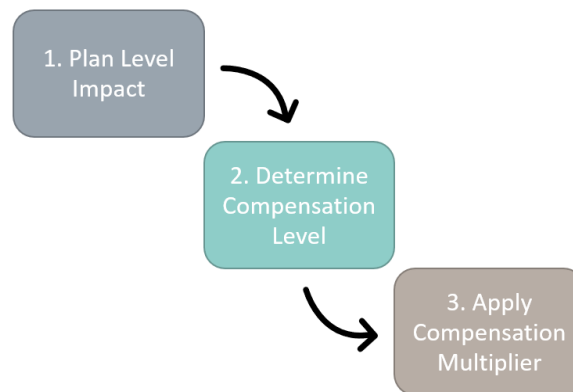 1. Plan Level
Impact
2. Determine
Compensation
Level
3. Apply
Compensation
Multiplier